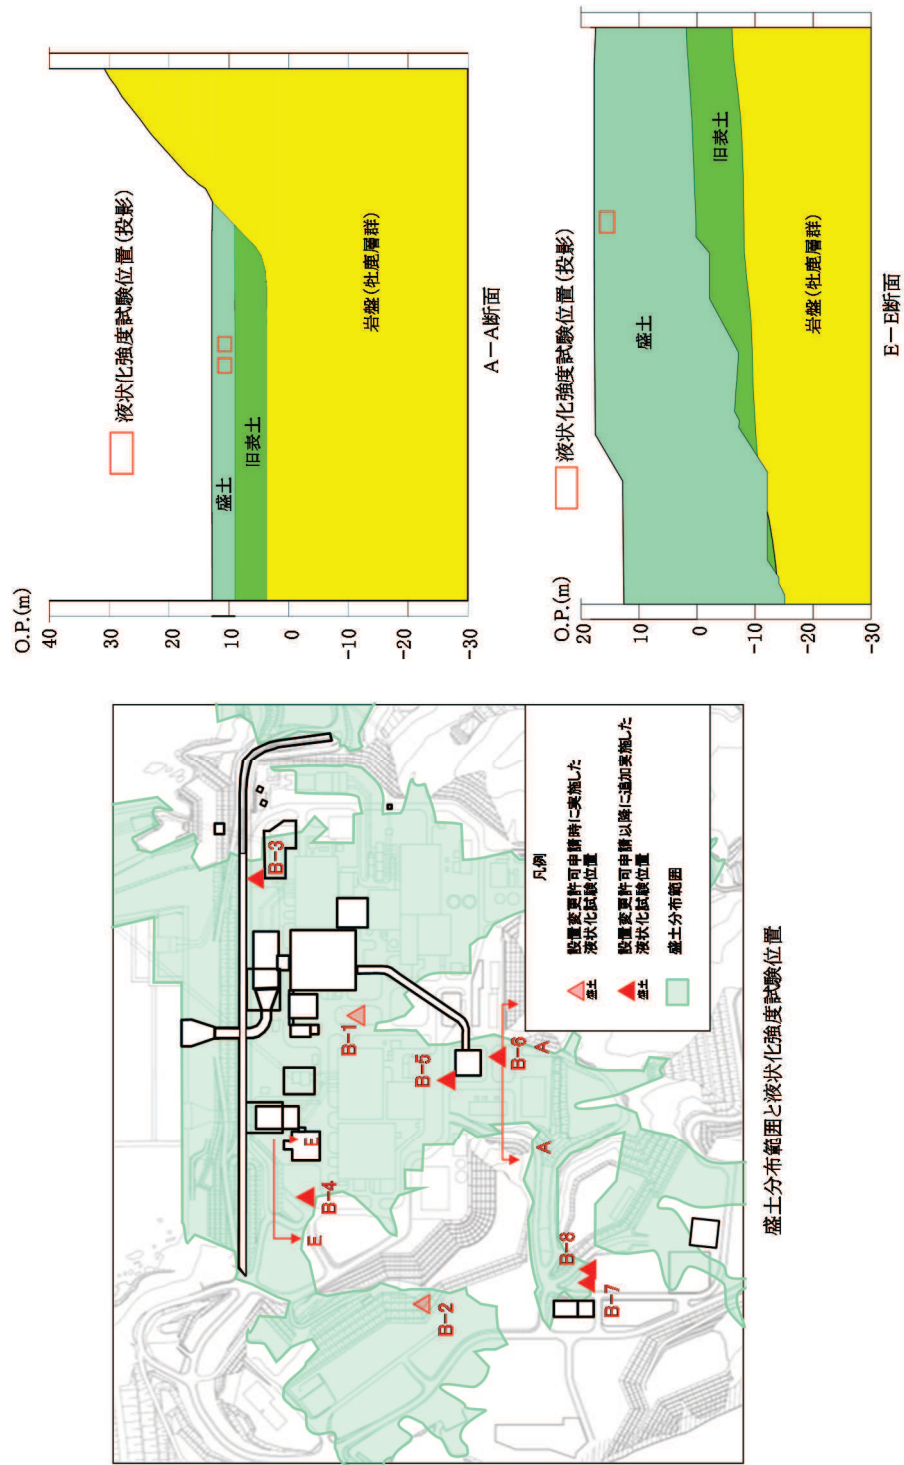 O.P.(m)
40
30
20
10
0
-10
-20
-30
液状化強度試験位置(投影)
盛土
旧表土
岩盤(牡鹿層群)
A-A断面
O.P.(m)
20
10
0
-10
-20
-30
液状化強度試験位置(投影)
盛土
旧表土
岩盤(牡鹿層群)
E-E断面
B-1
B-2
B-3
B-4
B-5
B-6
B-7
B-8
A
A
E
E
凡例
盛土
設置変更許可申請時に実施した
液状化試験位置
盛土
設置変更許可申請以降に追加実施した
液状化試験位置
盛土分布範囲
盛土分布範囲と液状化強度試験位置